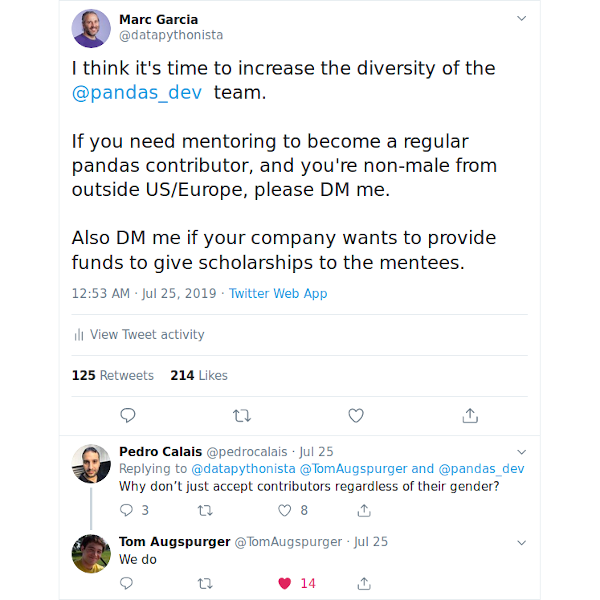 Marc Garcia
@datapythonista
I think it's time to increase the diversity of the
@pandas_dev team.
If you need mentoring to become a regular
pandas contributor, and you're non-male from
outside US/Europe, please DM me.
Also DM me if your company wants to provide
funds to give scholarships to the mentees.
12:53 AM · Jul 25, 2019 · Twitter Web App
View Tweet activity
125 Retweets 214 Likes
Pedro Calais @pedrocalais · Jul 25
Replying to @datapythonista @TomAugspurger and @pandas_dev
Why don’t just accept contributors regardless of their gender?
3 8
Tom Augspurger @TomAugspurger · Jul 25
We do
14